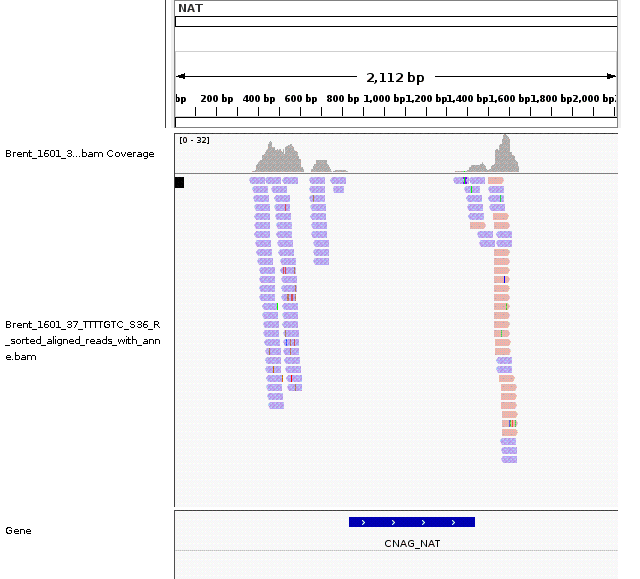 NAT
2,112 bp
bp 200 bp 400 bp 600 bp 800 bp 1,000 bp 1,200 bp 1,400 bp 1,600 bp 1,800 bp 2,000 bp
[0 - 32]
Brent_1601_3...bam Coverage
Brent_1601_37_TTTTGTC_S36_R
_sorted_aligned_reads_with_ann
e.bam
Gene
CNAG_NAT